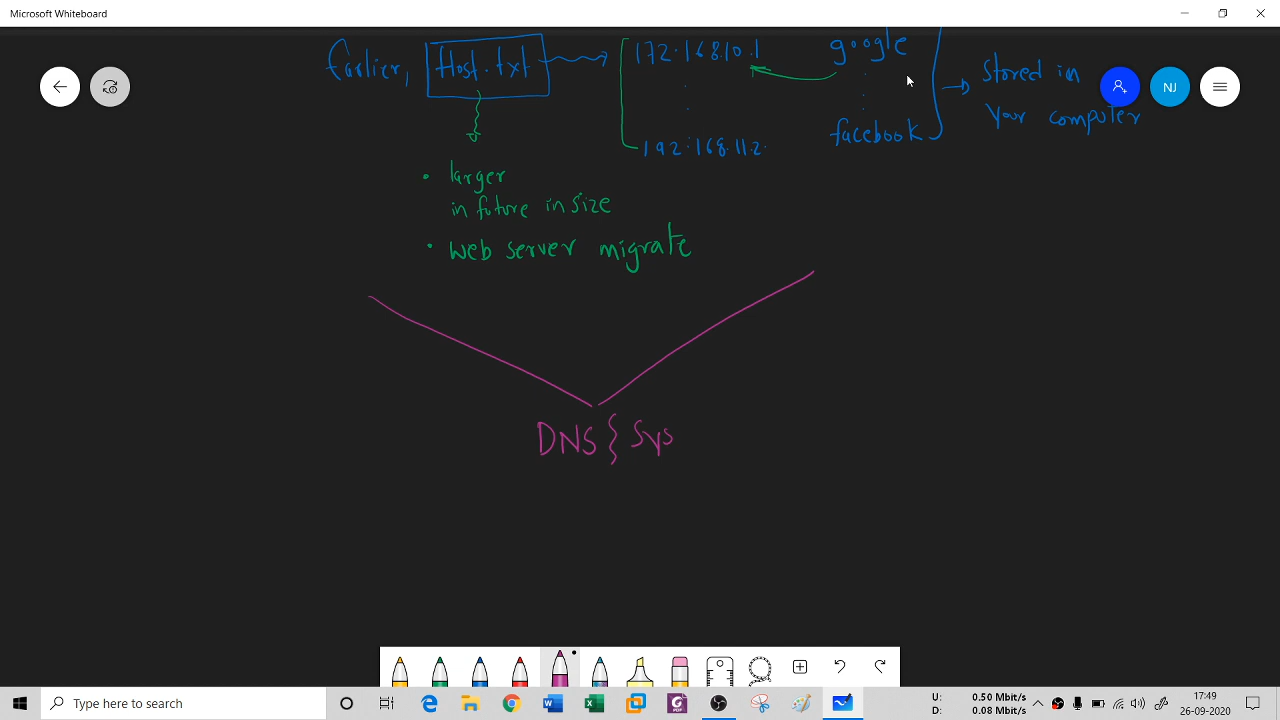 Microsoft Whiteboard
Earlier, Host.txt
172.168.10.1 google
192.168.11.2. facebook
Stored in
Your computer
NJ
• larger
in future in size
• Web server migrate
DNS } Sys
Type here to search
U: 0.50 Mbit/s
D: 0.08 Mbit/s
17:49
26-09-2020